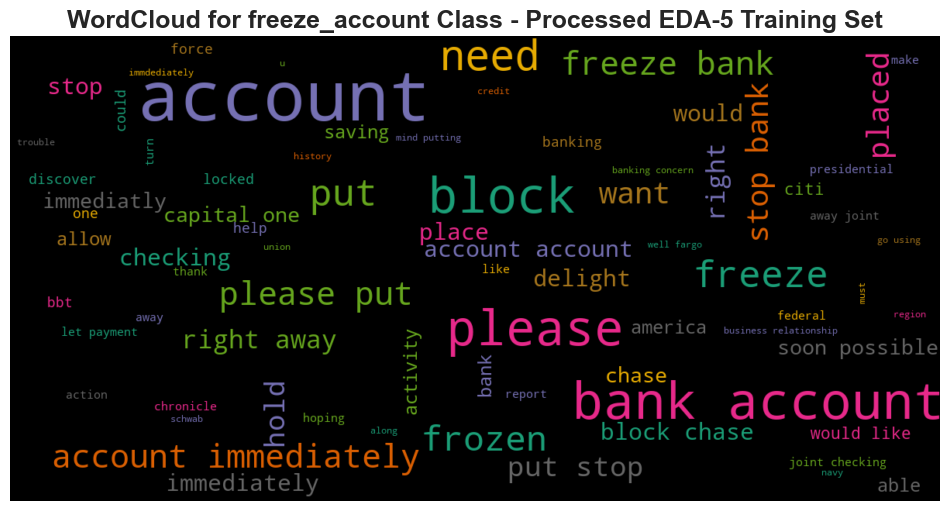 WordCloud for freeze_account Class - Processed EDA-5 Training Set
force
need
freeze bank
make
immdediately
u
stop
account
credit
placed
could
would
stop bank
saving
mind putting
banking
trouble
turn
history
right
banking concern
presidential
discover
locked
put
block
want
citi
immediatly
one
capital one
away joint
help
place
allow
account account
well fargo
go using
union
checking
thank
like
delight
freeze
must
please put
bbt
away
let payment
please
america
federal
region
business relationship
right away
activity
soon possible
bank
chase
action
hold
report
bank account
chronicle
schwab
hoping
along
frozen
block chase
would like
account immediately
put stop
joint checking
navy
immediately
able